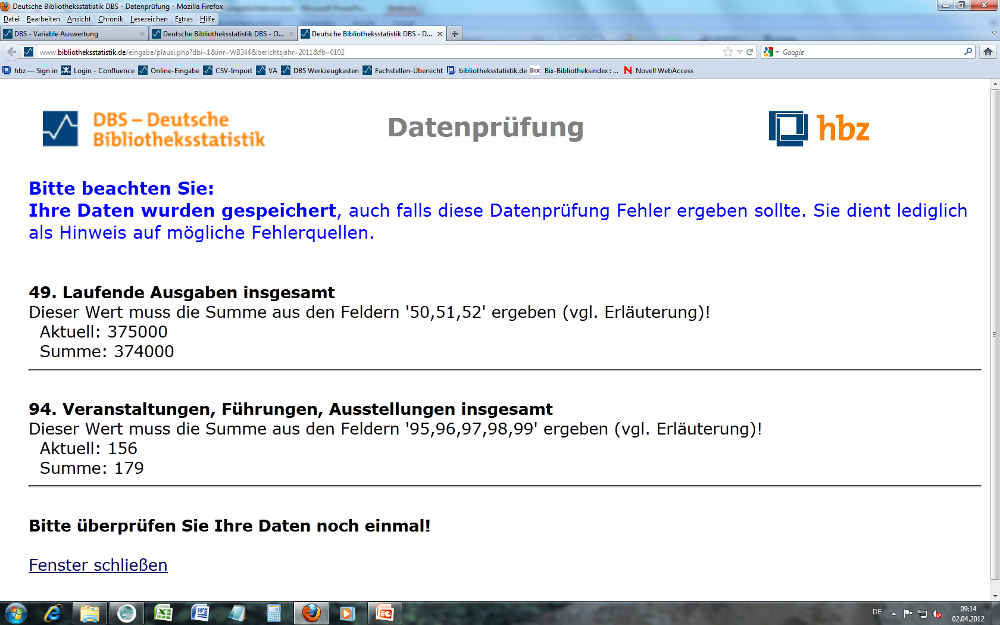 Deutsche Bibliotheksstatistik DBS - Datenprüfung - Mozilla Firefox
Datei Bearbeiten Ansicht Chronik Lesezeichen Extras Hilfe
DBS - Variable Auswertung
Deutsche Bibliotheksstatistik DBS - O...
Deutsche Bibliotheksstatistik DBS - D...
www.bibliotheksstatistik.de/eingabe/plausi.php?dbi=1&inr=WB344&berichtsjahr=2011&fb=0102
Google
hbz — Sign in Login - Confluence Online-Eingabe CSV-Import VA DBS Werkzeugkasten Fachstellen-Übersicht bibliotheksstatistik.de BIX Bix-Bibliotheksindex : ... Novell WebAccess
DBS – Deutsche
Bibliotheksstatistik
Datenprüfung
hbz
Bitte beachten Sie:
Ihre Daten wurden gespeichert, auch falls diese Datenprüfung Fehler ergeben sollte. Sie dient lediglich
als Hinweis auf mögliche Fehlerquellen.
49. Laufende Ausgaben insgesamt
Dieser Wert muss die Summe aus den Feldern '50,51,52' ergeben (vgl. Erläuterung)!
Aktuell: 375000
Summe: 374000
94. Veranstaltungen, Führungen, Ausstellungen insgesamt
Dieser Wert muss die Summe aus den Feldern '95,96,97,98,99' ergeben (vgl. Erläuterung)!
Aktuell: 156
Summe: 179
Bitte überprüfen Sie Ihre Daten noch einmal!
Fenster schließen
DE
09:14
02.04.2012